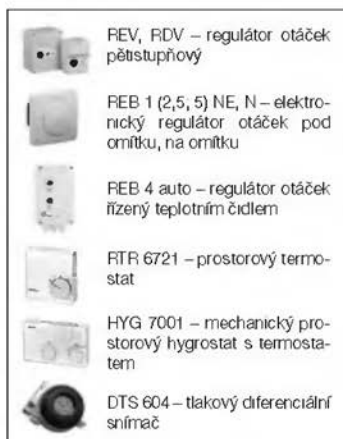 REV, RDV – regulátor otáček
pětistupňový
REB 1 (2,5, 5) NE, N – elektro-
nický regulátor otáček pod
omítku, na omítku
REB 4 auto – regulátor otáček
řízený teplotním čidlem
RTR 6721 – prostorový termo-
stat
HYG 7001 – mechanický pro-
storový hygrostat s termosta-
tem
DTS 604 – tlakový diferenciální
snímač